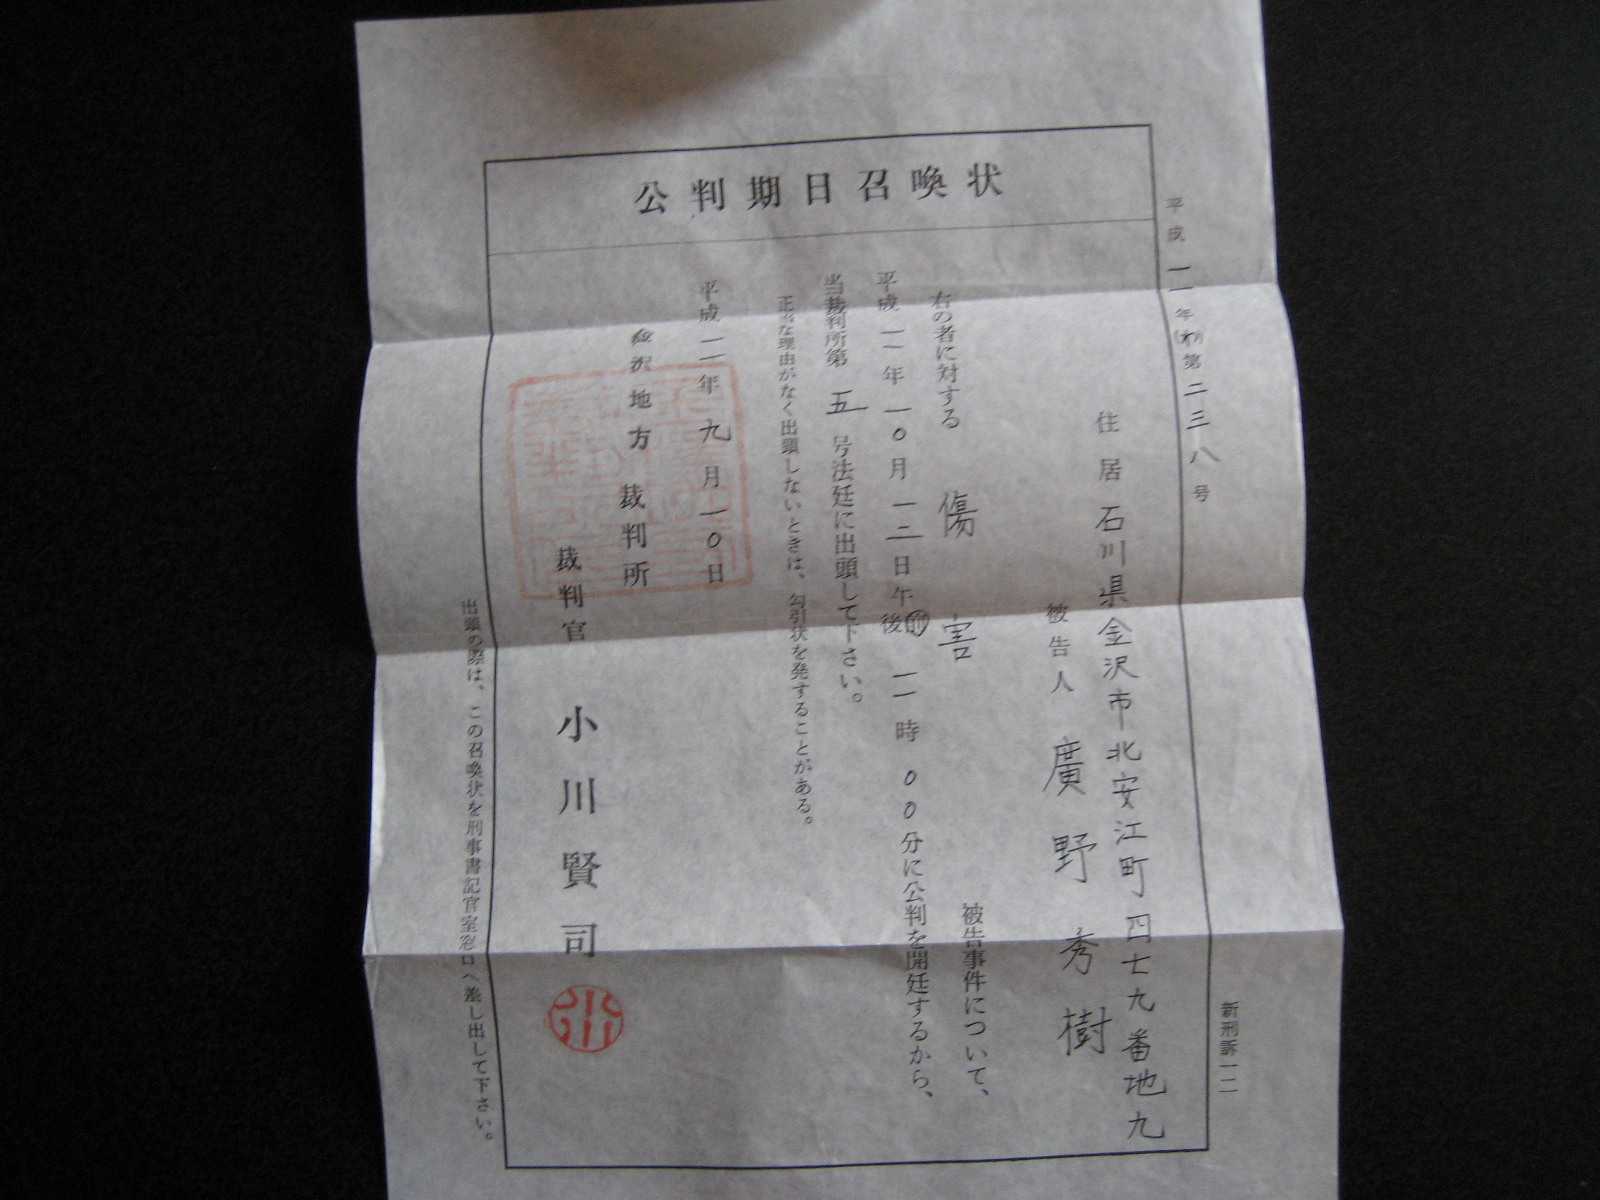 平成一一年(わ)第二三八号
新刑訴
公判期日召喚状
住居 石川県金沢市北安江町四七九番地九
被告人 廣野秀樹
右の者に対する 傷害 被告事件について、
平成一一年一〇月一二日午前後一一時00分に公判を開廷するから、
当裁判所第五号法廷に出頭して下さい。
正当な理由がなく出頭しないときは、勾引状を発することがある。
平成一一年九月一〇日
金沢地方裁判所
裁判官 小川賢司
小川
出頭の際は、この召喚状を刑事書記官室窓口へ差し出して下さい。